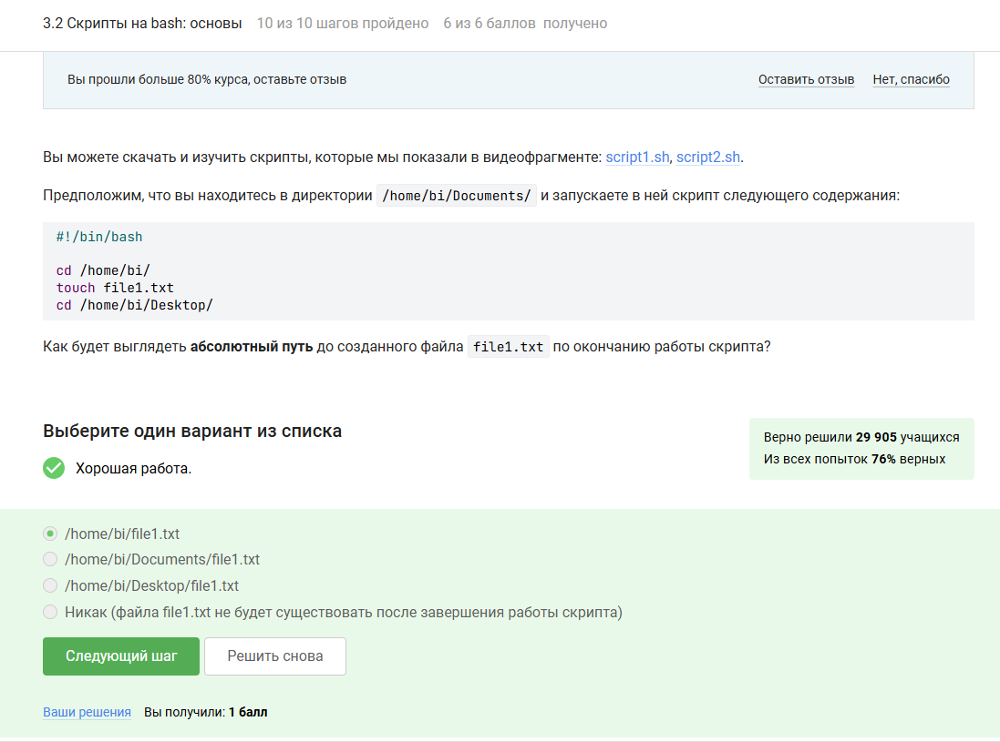 3.2 Скрипты на bash: основы 10 из 10 шагов пройдено 6 из 6 баллов получено
Вы прошли больше 80% курса, оставьте отзыв Оставить отзыв Нет, спасибо
Вы можете скачать и изучить скрипты, которые мы показали в видеофрагменте: script1.sh, script2.sh.
Предположим, что вы находитесь в директории /home/bi/Documents/ и запускаете в ней скрипт следующего содержания:
#!/bin/bash
cd /home/bi/
touch file1.txt
cd /home/bi/Desktop/
Как будет выглядеть абсолютный путь до созданного файла file1.txt по окончанию работы скрипта?
Выберите один вариант из списка
Хорошая работа.
Верно решили 29 905 учащихся
Из всех попыток 76% верных
/home/bi/file1.txt
/home/bi/Documents/file1.txt
/home/bi/Desktop/file1.txt
Никак (файла file1.txt не будет существовать после завершения работы скрипта)
Следующий шаг Решить снова
Ваши решения Вы получили: 1 балл